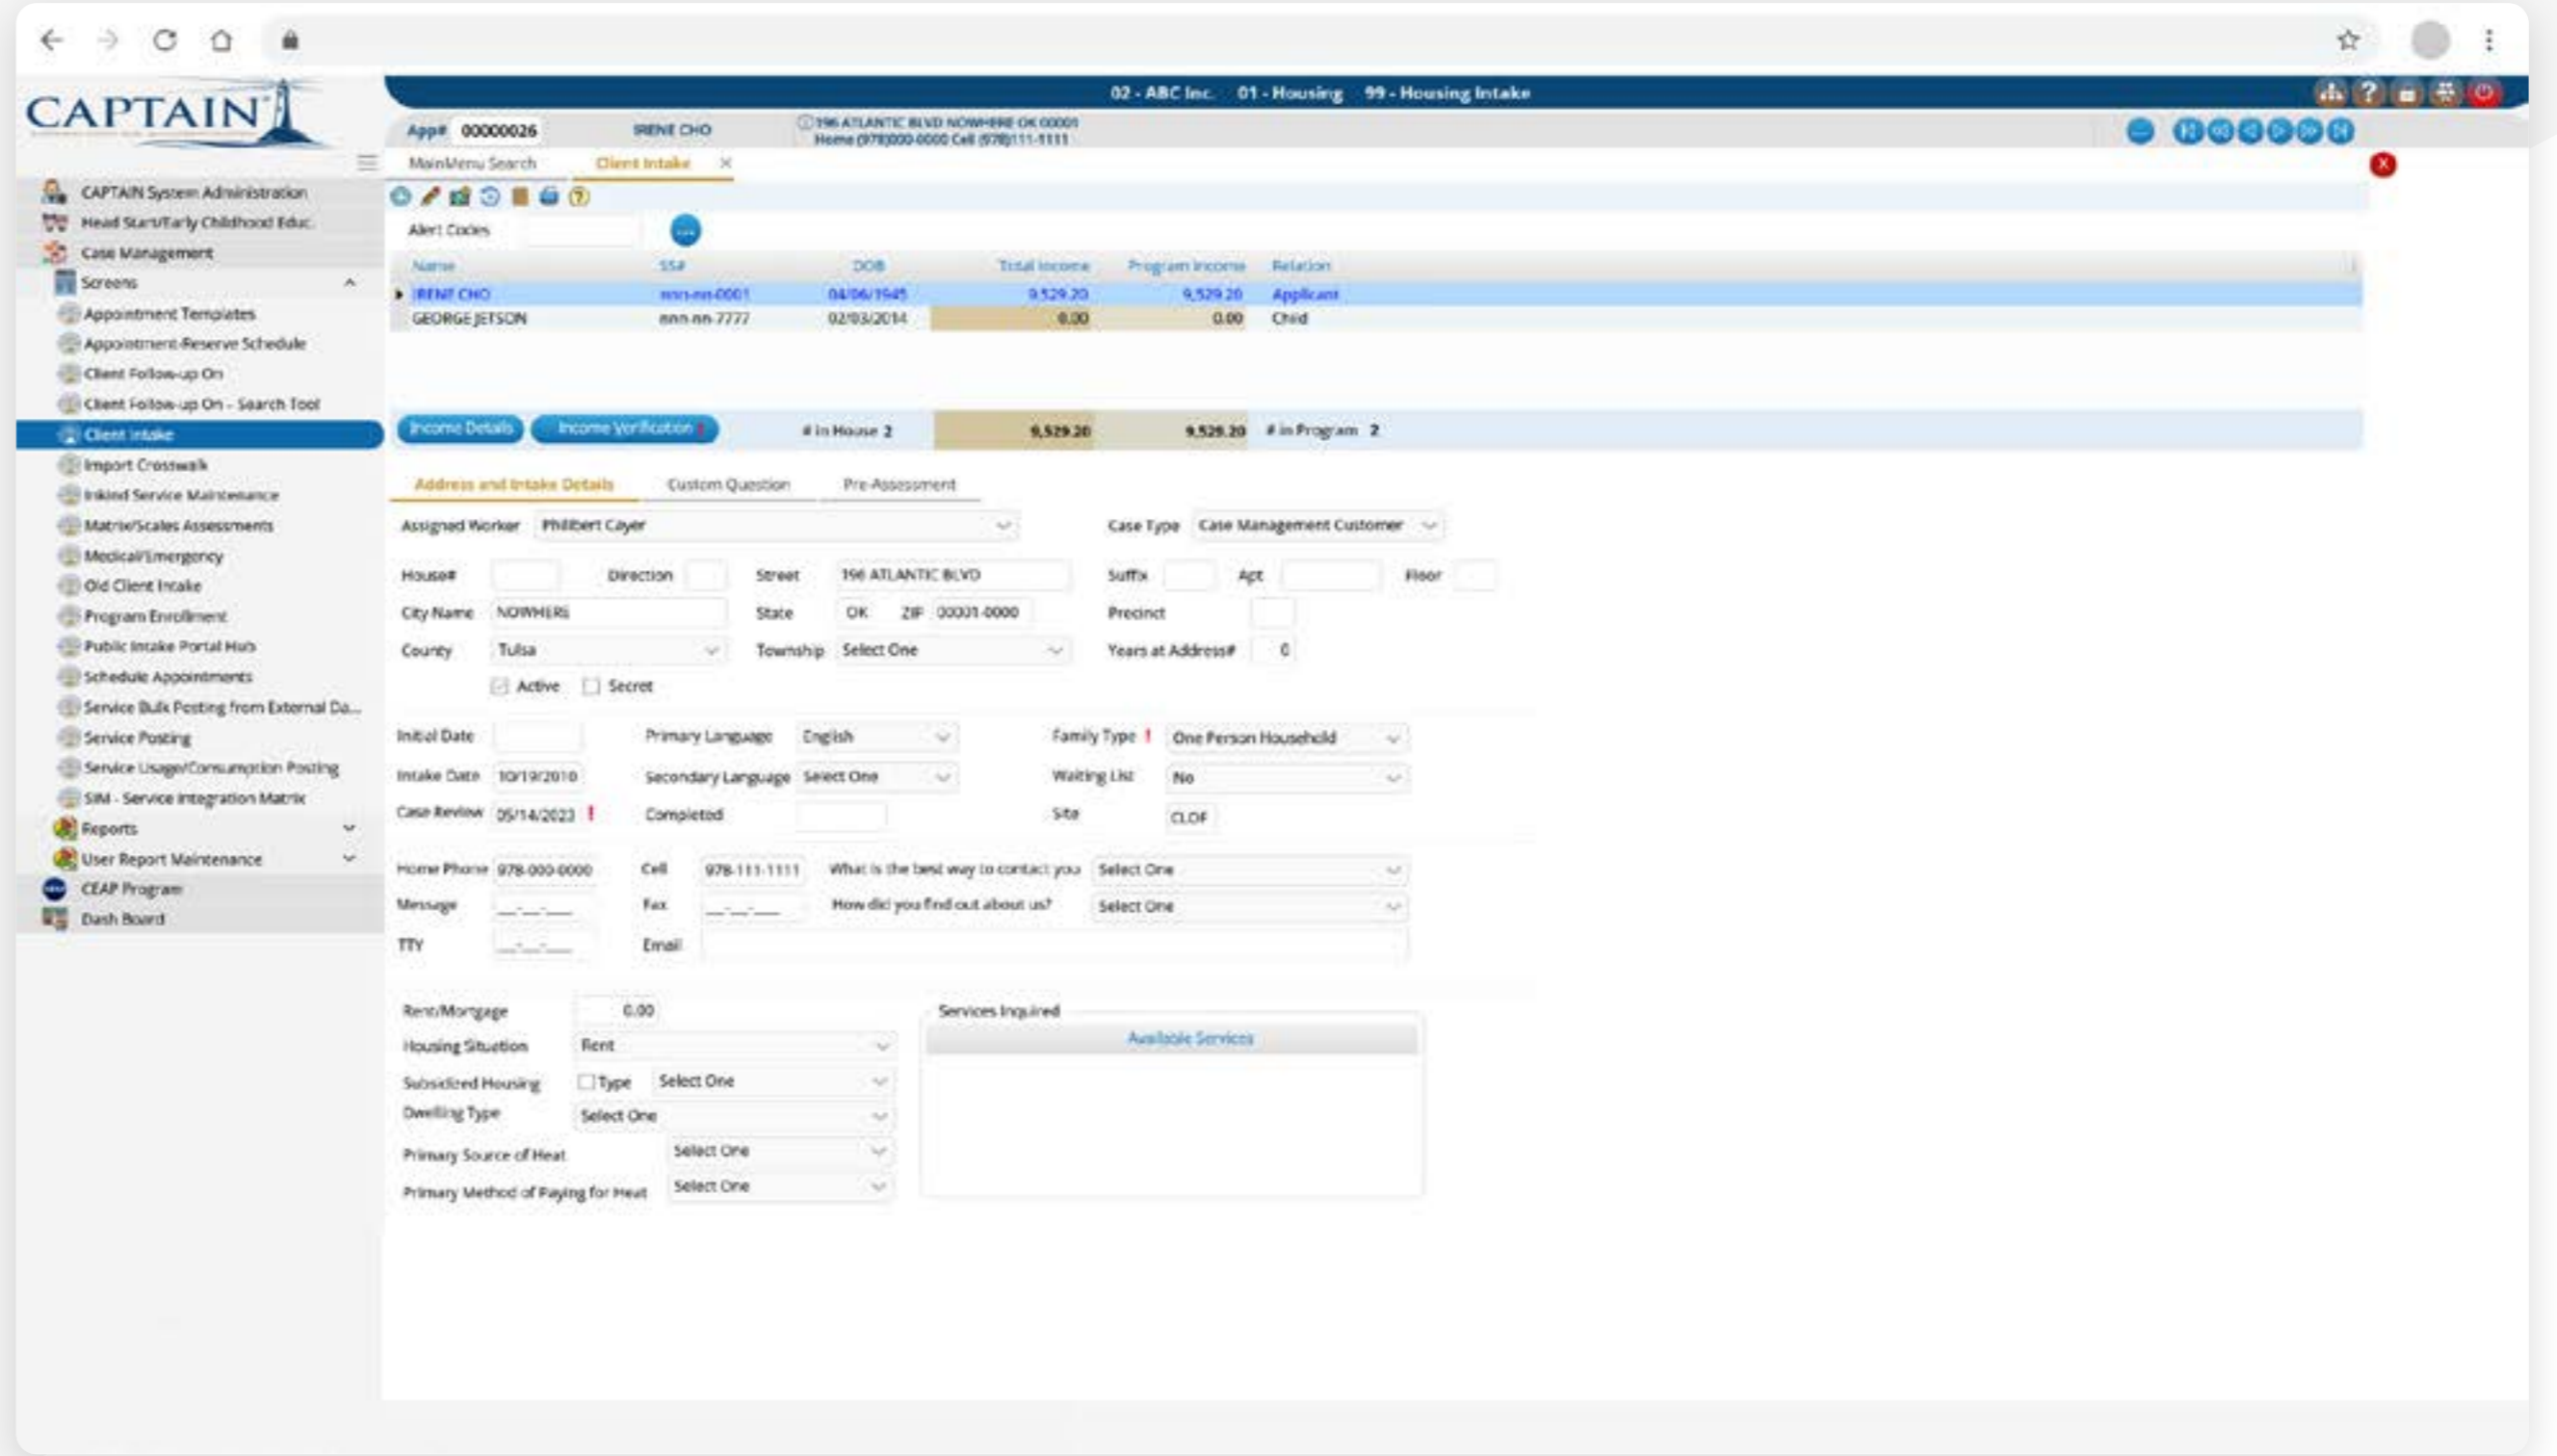 02 - ABC Inc. 01 - Housing 99 - Housing Intake
CAPTAIN
App# 00000026 IRENE CHO 196 ATLANTIC BLVD NOWHERE OK 00001
Home (978)000-0000 Cell (978)111-1111
MainMenu Search Client Intake
CAPTAIN System Administration
Head Start/Early Childhood Educ.
Case Management
Screens
Appointment Templates
Appointment-Reserve Schedule
Client Follow-up On
Client Follow-up On - Search Tool
Client Intake
Import Crosswalk
Inkind Service Maintenance
Matrix/Scales Assessments
Medical/Emergency
Old Client Intake
Program Enrollment
Public Intake Portal Hub
Schedule Appointments
Service Bulk Posting from External Da...
Service Posting
Service Usage/Consumption Posting
SIM - Service Integration Matrix
Reports
User Report Maintenance
CEAP Program
Dash Board
Alert Codes
Name SS# DOB Total Income Program Income Relation
IRENE CHO nnn-nn-0001 04/06/1945 9,529.20 9,529.20 Applicant
GEORGE JETSON nnn-nn-7777 02/03/2014 0.00 0.00 Child
Income Details Income Verification # in House 2 9,529.20 9,529.20 # in Program 2
Address and Intake Details Custom Question Pre-Assessment
Assigned Worker Philibert Cayer Case Type Case Management Customer
House# Direction Street 196 ATLANTIC BLVD Suffix Apt Floor
City Name NOWHERE State OK ZIP 00001-0000 Precinct
County Tulsa Township Select One Years at Address# 0
Active Secret
Initial Date Primary Language English Family Type ! One Person Household
Intake Date 10/19/2010 Secondary Language Select One Waiting List No
Case Review 05/14/2023 ! Completed Site CLOF
Home Phone 978-000-0000 Cell 978-111-1111 What is the best way to contact you Select One
Message __-__-____ Fax __-__-____ How did you find out about us? Select One
TTY __-__-____ Email
Rent/Mortgage 0.00 Services Inquired
Housing Situation Rent Available Services
Subsidized Housing Type Select One
Dwelling Type Select One
Primary Source of Heat Select One
Primary Method of Paying for Heat Select One